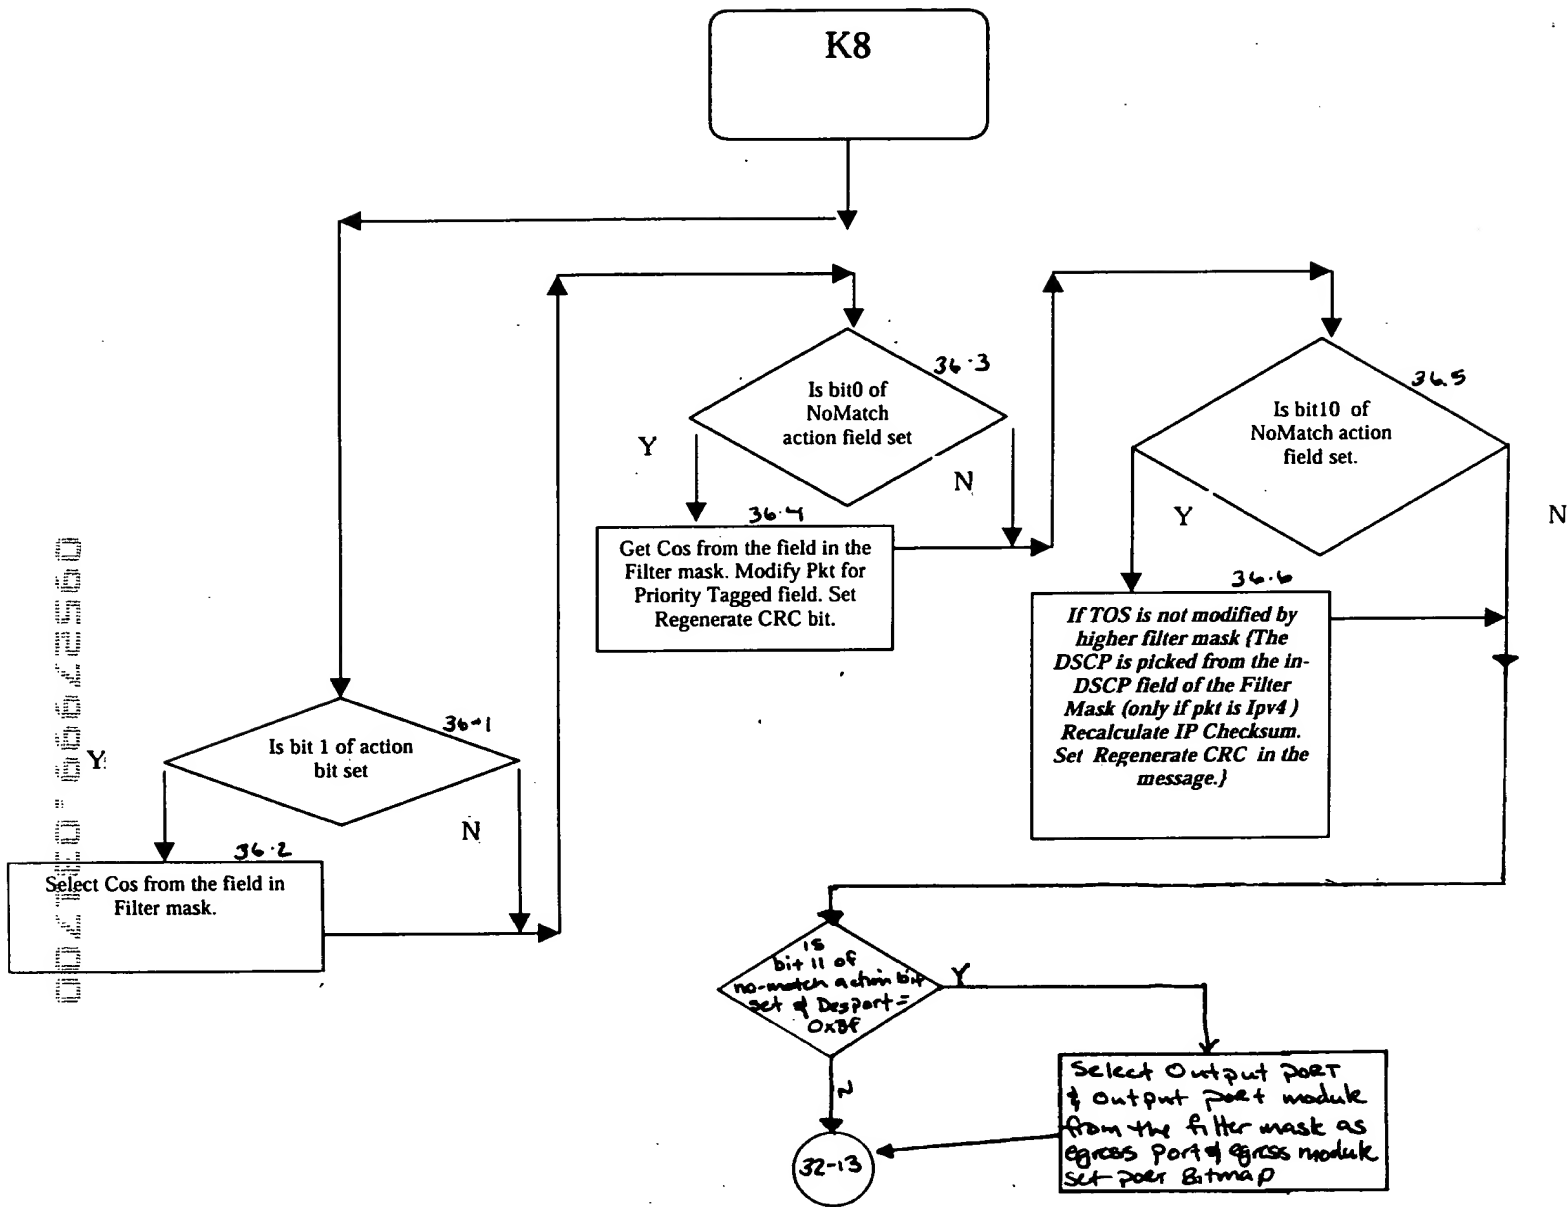 K8
36-3
Is bit0 of
NoMatch
action field set
Y
N
36-4
Get Cos from the field in the
Filter mask. Modify Pkt for
Priority Tagged field. Set
Regenerate CRC bit.
36.5
Is bit10 of
NoMatch action
field set.
Y
N
36-6
If TOS is not modified by
higher filter mask {The
DSCP is picked from the in-
DSCP field of the Filter
Mask (only if pkt is Ipv4 )
Recalculate IP Checksum.
Set Regenerate CRC in the
message.}
36-1
Is bit 1 of action
bit set
Y
N
36-2
Select Cos from the field in
Filter mask.
is
bit 11 of
no-match action bit
set & Desport =
0x3f
Y
N
Select Output PORT
& Output port module
from the filter mask as
egress port & egress module
set port Bitmap
32-13
09527999.031700